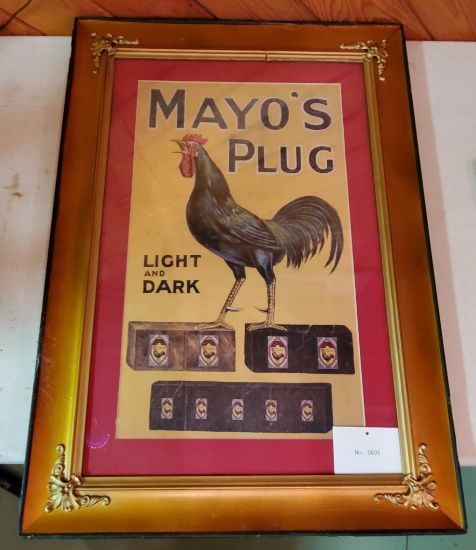 MAYO'S
PLUG
LIGHT
AND
DARK
No. 0695